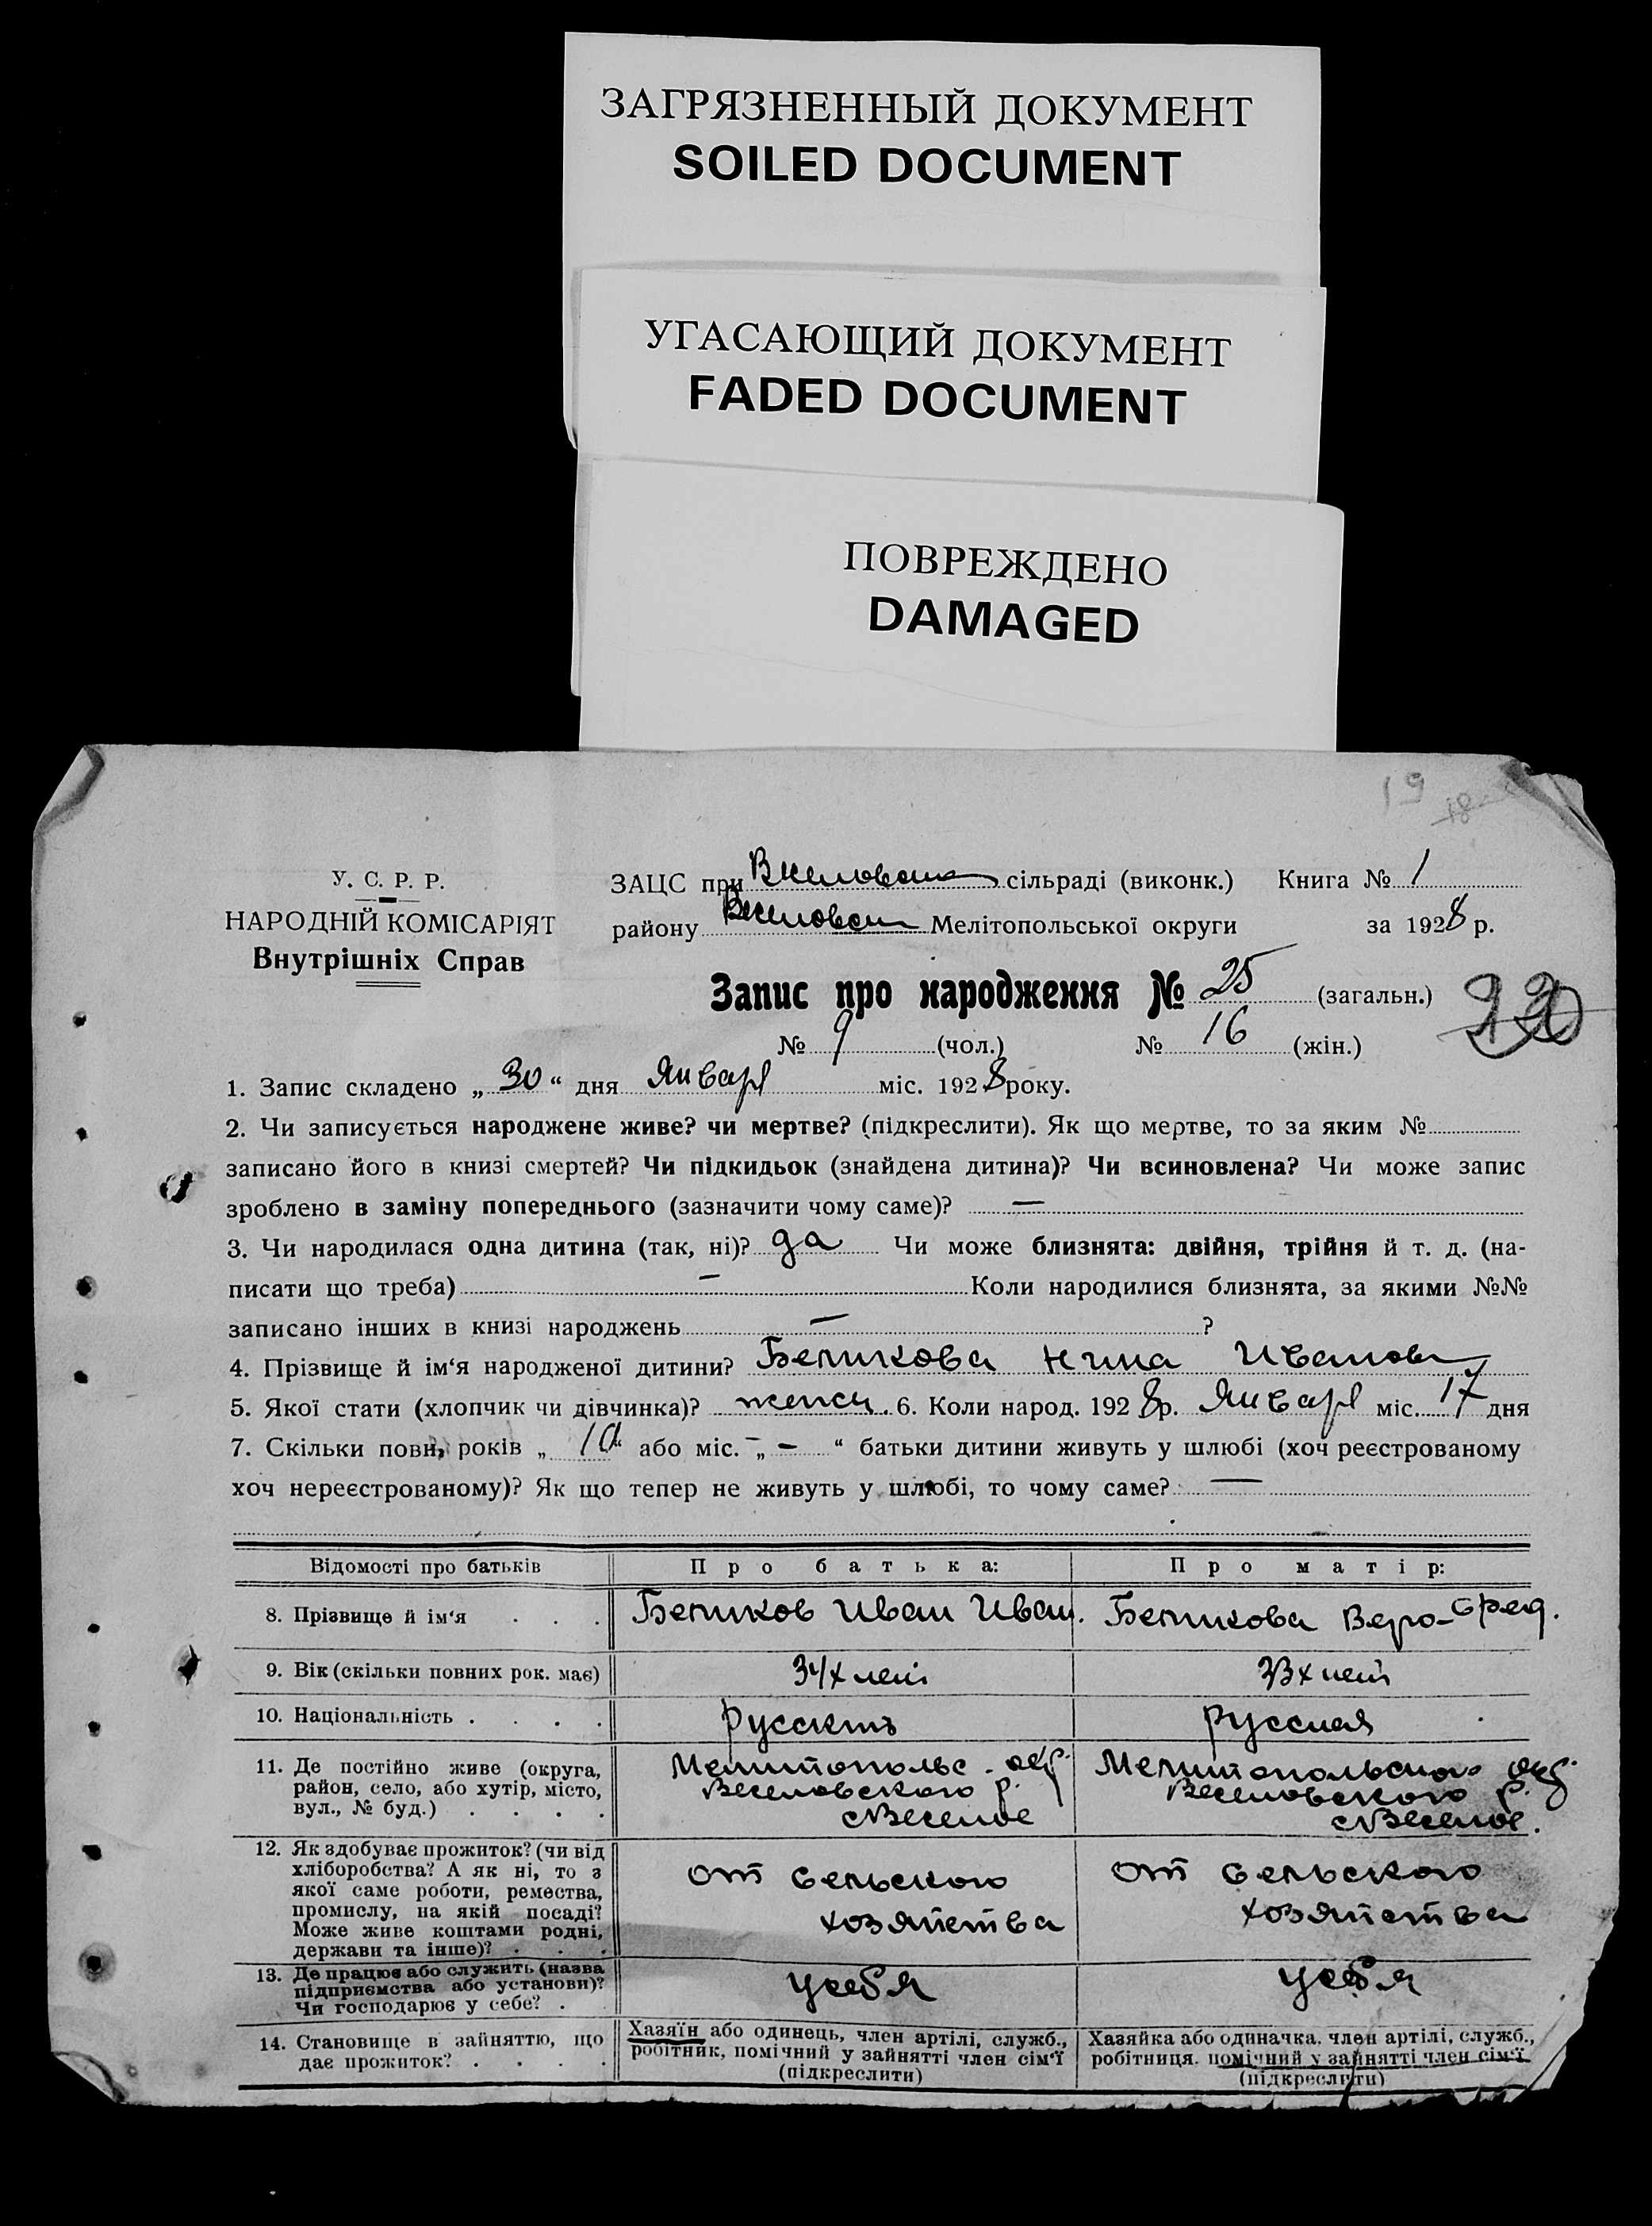 ЗАГРЯЗНЕННЫЙ ДОКУМЕНТ
SOILED DOCUMENT
УГАСАЮЩИЙ ДОКУМЕНТ
FADED DOCUMENT
ПОВРЕЖДЕНО
DAMAGED
19
18
У. С. Р. Р.
НАРОДНІЙ КОМІСАРІЯТ
Внутрішніх Справ
ЗАЦС при сільраді (виконк.) Книга № 1
району Мелітопольської округи за 1928 р.
Запис про народження № 25 (загальн.)
№ 9 (чол.) № 16 (жін.)
1. Запис складено „30“ дня Января міс. 1928 року.
2. Чи записується народжене живе? чи мертве? (підкреслити). Як що мертве, то за яким №
записано його в книзі смертей? Чи підкидьок (знайдена дитина)? Чи всиновлена? Чи може запис
зроблено в заміну попереднього (зазначити чому саме)? —
3. Чи народилася одна дитина (так, ні)? да Чи може близнята: двійня, трійня й т. д. (на-
писати що треба) — Коли народилися близнята, за якими №№
записано інших в книзі народжень — ?
4. Прізвище й ім‘я народженої дитини? Беликова Нина Иванов
5. Якої стати (хлопчик чи дівчинка)? женск. 6. Коли народ. 1928 р. Января міс. 17 дня
7. Скільки повн, років „10“ або міс. „ — “ батьки дитини живуть у шлюбі (хоч реєстрованому
хоч нереєстрованому)? Як що тепер не живуть у шлюбі, то чому саме? —
Відомості про батьків Про батька: Про матір:
8. Прізвище й ім‘я . . . Беликов Иван Иван. Беликова Вера Фед.
9. Вік (скільки повних рок. має) 34х лет 33х лет
10. Національність . . . . русскить русская
11. Де постійно живе (округа, район, село, або хутір, місто, вул., № буд.) . . . .
Мелитопольс. окр. Веселовского р. с Веселое
Мелитопольского окр. Веселовского р. с Веселое.
12. Як здобуває прожиток? (чи від
хліборобства? А як ні, то з
якої саме роботи, ремества,
промислу, на якій посаді?
Може живе коштами родні,
держави та інше)? . . .
от сельского хозяйства
от сельского хозяйства
13. Де працює або служить (назва
підприємства або установи)?
Чи господарює у себе? .
у себя у себя
14. Становище в зайняттю, що
дає прожиток? . . . .
Хазяїн або одинець, член артілі, служб.,
робітник, помічний у зайнятті член сім‘ї
(підкреслити)
Хазяйка або одиначка, член артілі, служб.,
робітниця, помічний у зайнятті член сім‘ї
(підкреслити)